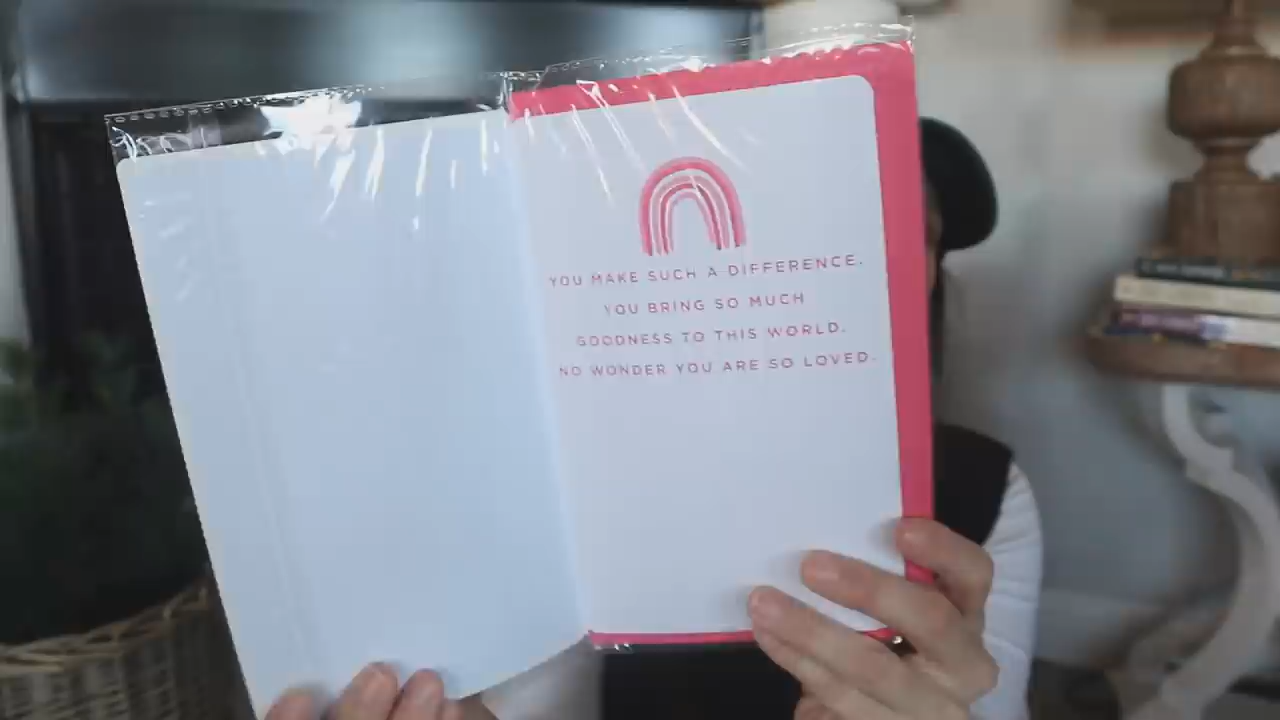 YOU MAKE SUCH A DIFFERENCE.
YOU BRING SO MUCH
GOODNESS TO THIS WORLD.
NO WONDER YOU ARE SO LOVED.